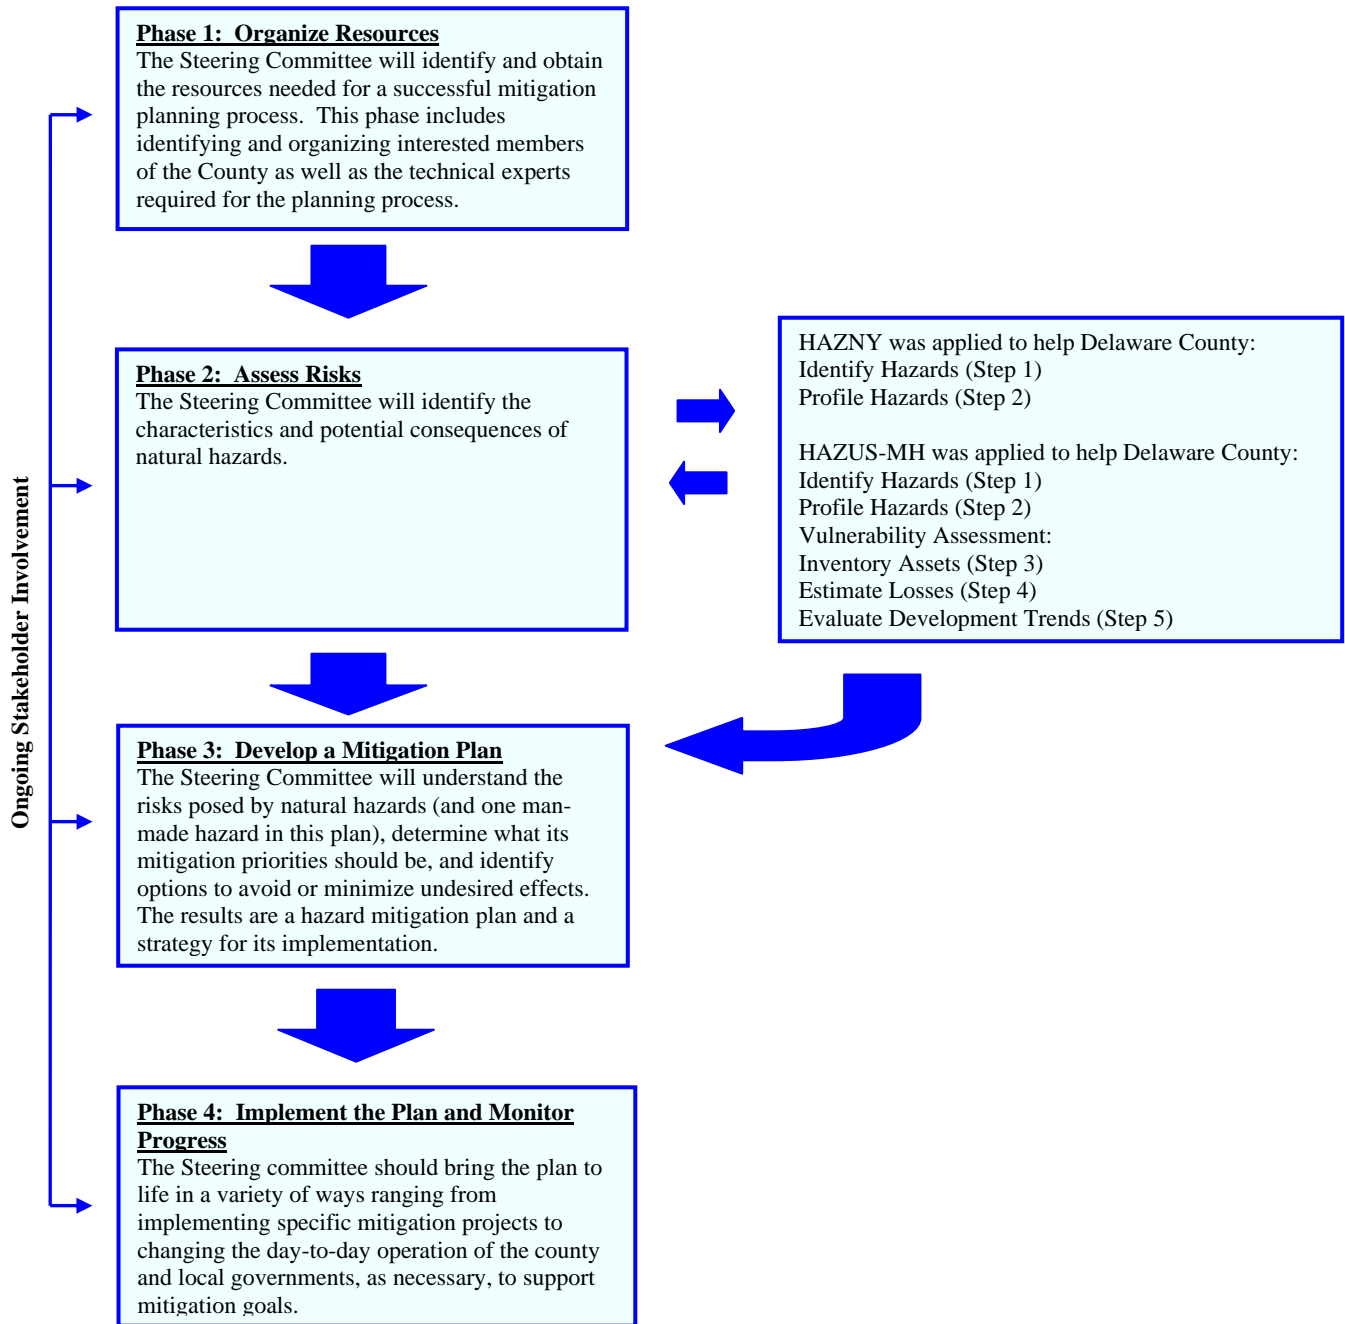 Phase 1:  Organize Resources
The Steering Committee will identify and obtain
the resources needed for a successful mitigation
planning process.  This phase includes
identifying and organizing interested members
of the County as well as the technical experts
required for the planning process.
Phase 2:  Assess Risks
The Steering Committee will identify the
characteristics and potential consequences of
natural hazards.
HAZNY was applied to help Delaware County:
Identify Hazards (Step 1)
Profile Hazards (Step 2)
HAZUS-MH was applied to help Delaware County:
Identify Hazards (Step 1)
Profile Hazards (Step 2)
Vulnerability Assessment:
Inventory Assets (Step 3)
Estimate Losses (Step 4)
Evaluate Development Trends (Step 5)
Ongoing Stakeholder Involvement
Phase 3:  Develop a Mitigation Plan
The Steering Committee will understand the
risks posed by natural hazards (and one man-
made hazard in this plan), determine what its
mitigation priorities should be, and identify
options to avoid or minimize undesired effects.
The results are a hazard mitigation plan and a
strategy for its implementation.
Phase 4:  Implement the Plan and Monitor
Progress
The Steering committee should bring the plan to
life in a variety of ways ranging from
implementing specific mitigation projects to
changing the day-to-day operation of the county
and local governments, as necessary, to support
mitigation goals.